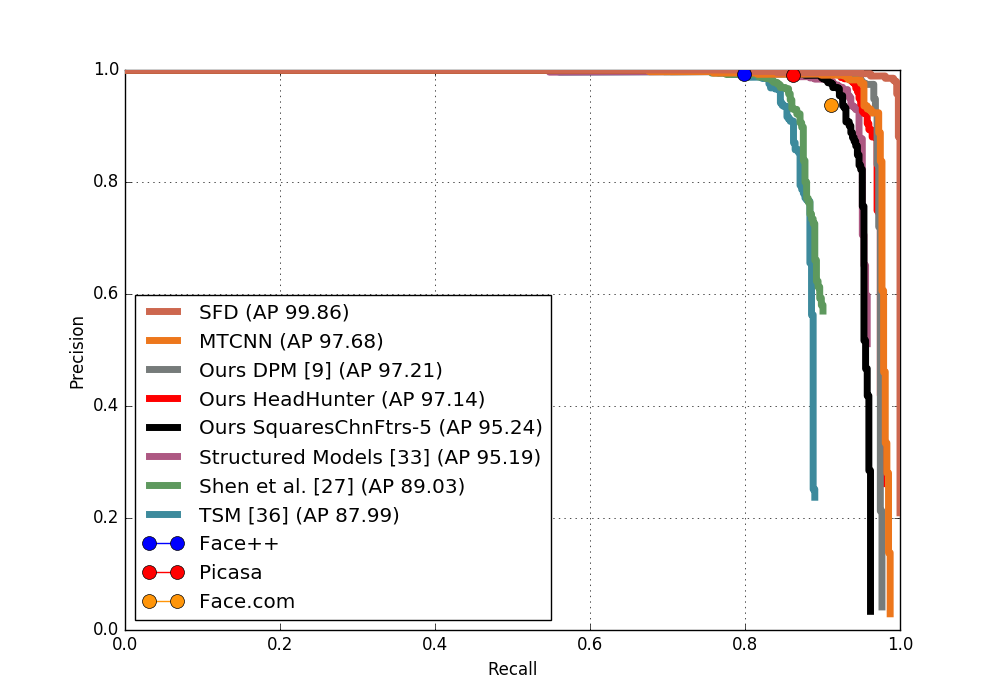 1.0
0.8
0.6
0.4
0.2
0.0
Precision
SFD (AP 99.86)
MTCNN (AP 97.68)
Ours DPM [9] (AP 97.21)
Ours HeadHunter (AP 97.14)
Ours SquaresChnFtrs-5 (AP 95.24)
Structured Models [33] (AP 95.19)
Shen et al. [27] (AP 89.03)
TSM [36] (AP 87.99)
Face++
Picasa
Face.com
0.0 0.2 0.4 0.6 0.8 1.0
Recall